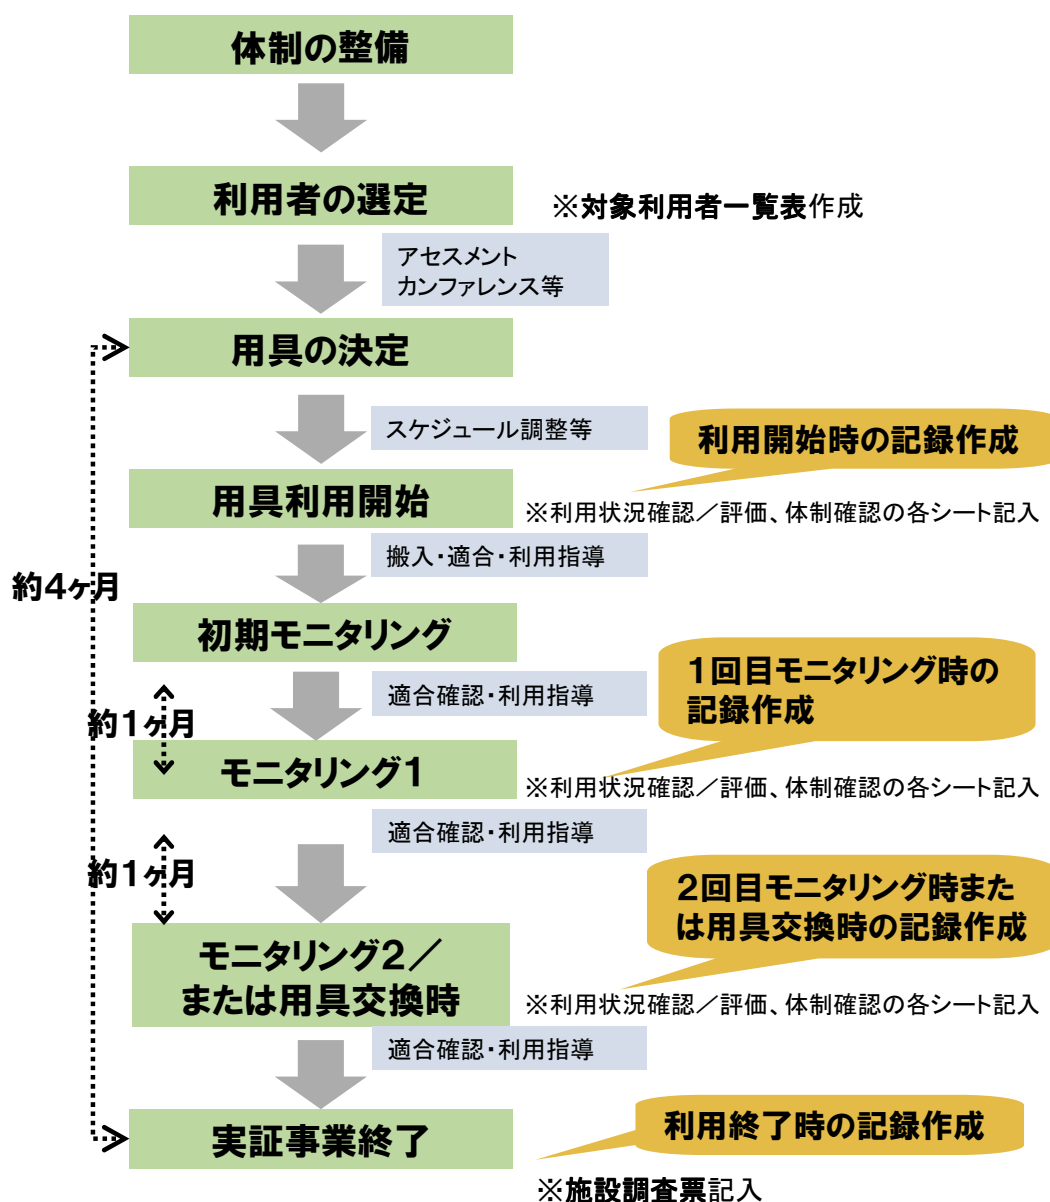 体制の整備
利用者の選定
※対象利用者一覧表作成
アセスメント
カンファレンス等
用具の決定
スケジュール調整等
利用開始時の記録作成
用具利用開始
※利用状況確認／評価、体制確認の各シート記入
搬入・適合・利用指導
約4ヶ月
初期モニタリング
適合確認・利用指導
1回目モニタリング時の
記録作成
約1ヶ月
モニタリング1
※利用状況確認／評価、体制確認の各シート記入
適合確認・利用指導
約1ヶ月
2回目モニタリング時また
は用具交換時の記録作成
モニタリング2／
または用具交換時
※利用状況確認／評価、体制確認の各シート記入
適合確認・利用指導
利用終了時の記録作成
実証事業終了
※施設調査票記入